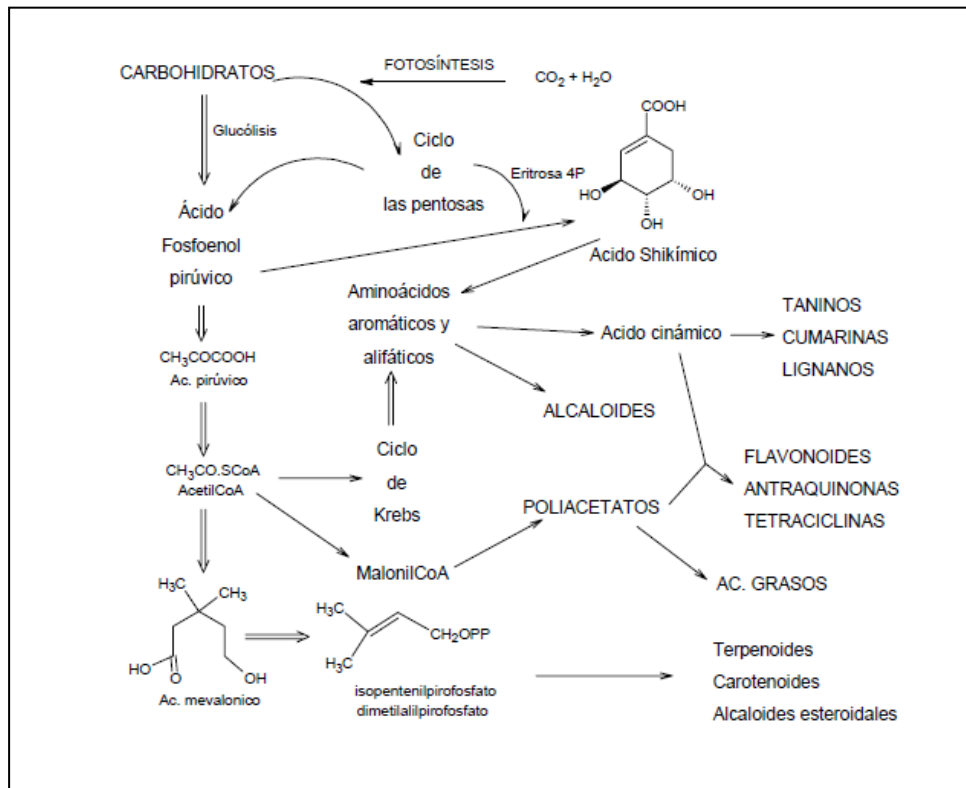 FOTOSÍNTESIS
CARBOHIDRATOS
CO2 + H2O
COOH
Glucólisis
Ciclo
de
las pentosas
Eritrosa 4P
HO
OH
OH
Ácido
Fosfoenol
pirúvico
Acido Shikímico
Aminoácidos
aromáticos y
alifáticos
Acido cinámico
TANINOS
CUMARINAS
LIGNANOS
CH3COCOOH
Ac. pirúvico
ALCALOIDES
CH3CO.SCoA
AcetilCoA
Ciclo
de
Krebs
FLAVONOIDES
ANTRAQUINONAS
TETRACICLINAS
POLIACETATOS
MalonilCoA
AC. GRASOS
H3C
CH3
HO
O
OH
Ac. mevalonico
H3C
CH2OPP
H3C
isopentenilpirofosfato
dimetilalilpirofosfato
Terpenoides
Carotenoides
Alcaloides esteroidales